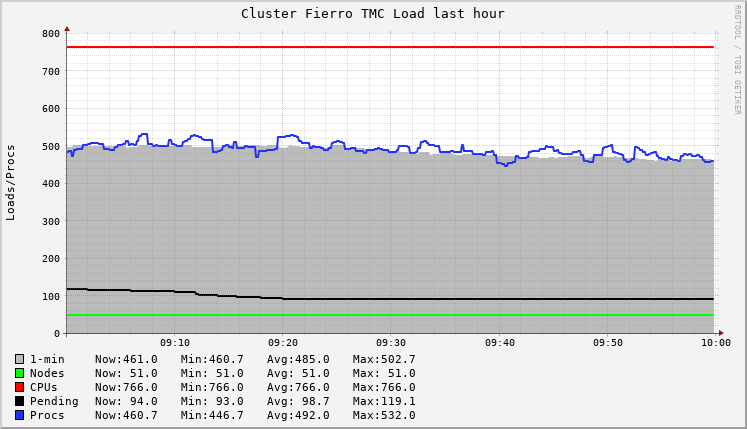 Cluster Fierro TMC Load last hour
RRDTOOL / TOBI OETIKER
Loads/Procs
800
700
600
500
400
300
200
100
0
09:10 09:20 09:30 09:40 09:50 10:00
1-min Now:461.0 Min:460.7 Avg:485.0 Max:502.7
Nodes Now: 51.0 Min: 51.0 Avg: 51.0 Max: 51.0
CPUs Now:766.0 Min:766.0 Avg:766.0 Max:766.0
Pending Now: 94.0 Min: 93.0 Avg: 98.7 Max:119.1
Procs Now:460.7 Min:446.7 Avg:492.0 Max:532.0